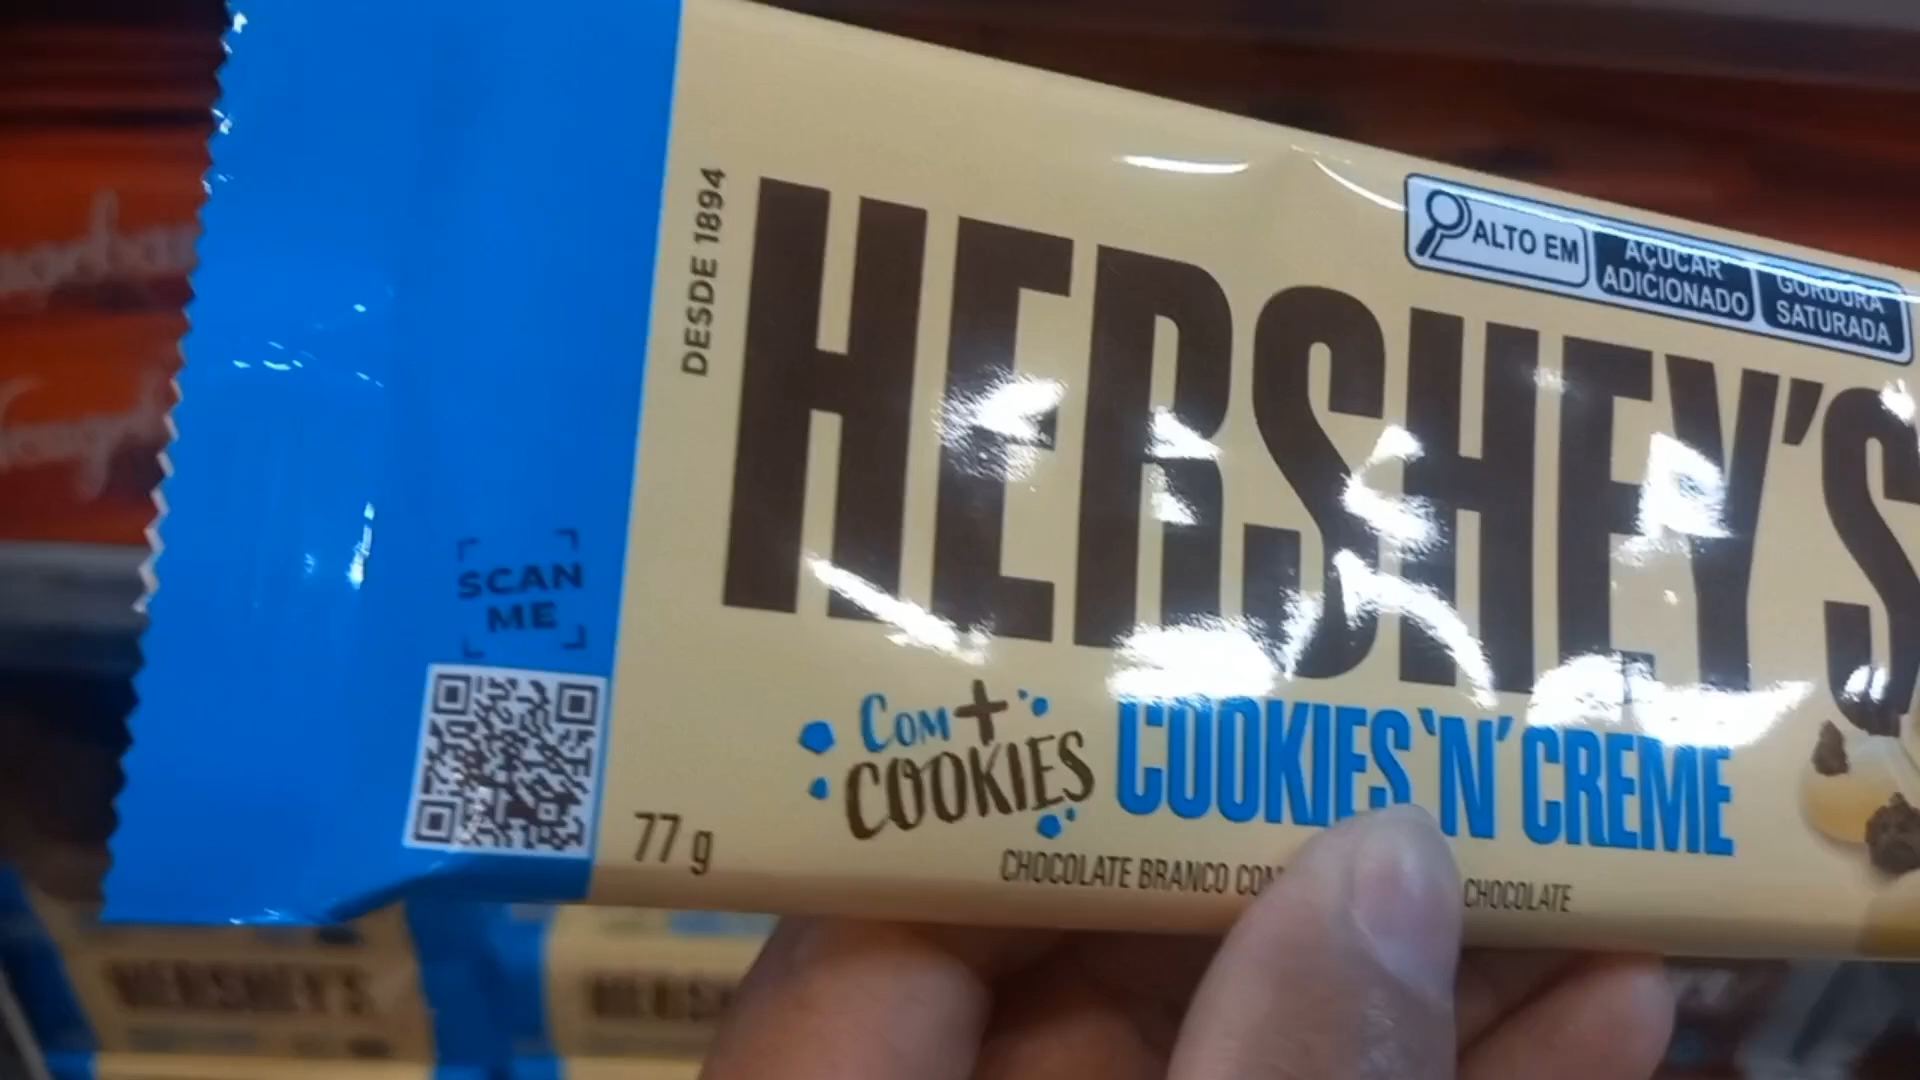 DESDE 1894
HERSHEY'S
ALTO EM
AÇÚCAR
ADICIONADO
GORDURA
SATURADA
SCAN
ME
COM +
COOKIES
COOKIES 'N' CREME
77 g
CHOCOLATE BRANCO
CHOCOLATE
HERSHEY'S